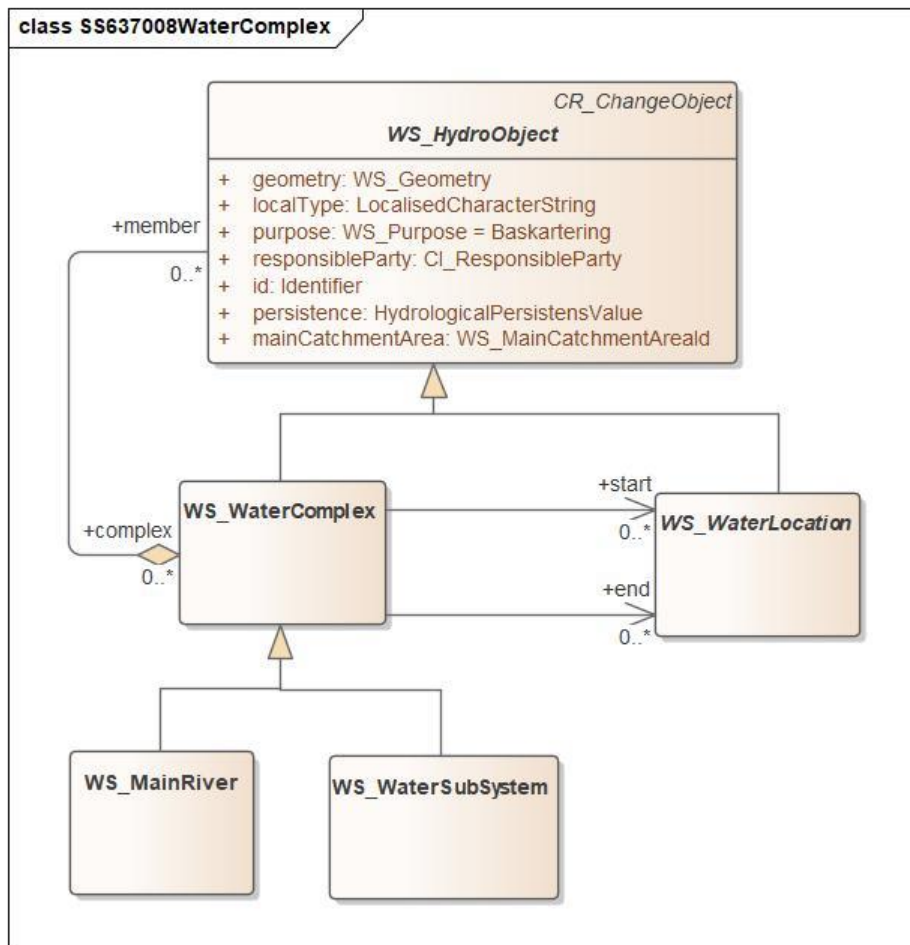 class SS637008WaterComplex
CR_ChangeObject
WS_HydroObject
+ geometry: WS_Geometry
+ localType: LocalisedCharacterString
+ purpose: WS_Purpose = Baskartering
+ responsibleParty: CI_ResponsibleParty
+ id: Identifier
+ persistence: HydrologicalPersistensValue
+ mainCatchmentArea: WS_MainCatchmentAreaId
+member
0..*
+complex
0..*
WS_WaterComplex
+start
0..*
+end
0..*
WS_WaterLocation
WS_MainRiver
WS_WaterSubSystem